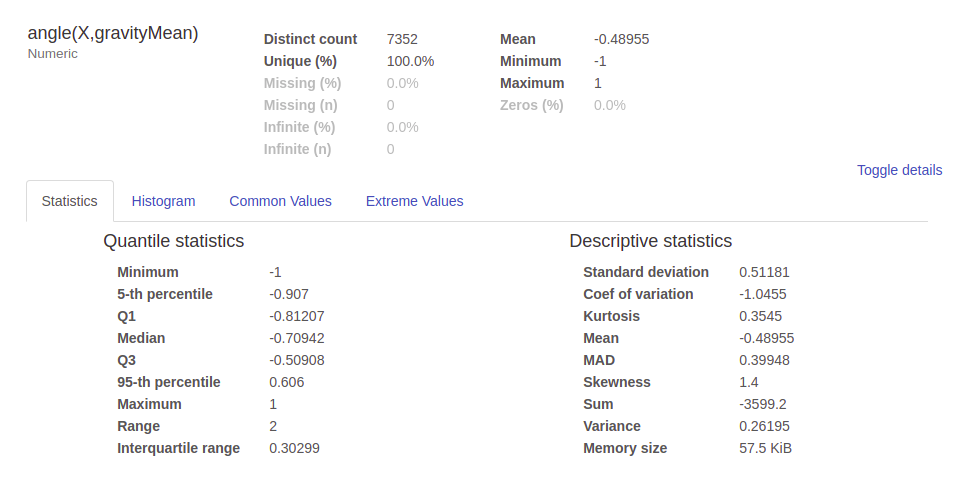 angle(X,gravityMean)
Numeric
Distinct count 7352
Unique (%) 100.0%
Missing (%) 0.0%
Missing (n) 0
Infinite (%) 0.0%
Infinite (n) 0
Mean -0.48955
Minimum -1
Maximum 1
Zeros (%) 0.0%
Toggle details
Statistics Histogram Common Values Extreme Values
Quantile statistics
Minimum -1
5-th percentile -0.907
Q1 -0.81207
Median -0.70942
Q3 -0.50908
95-th percentile 0.606
Maximum 1
Range 2
Interquartile range 0.30299
Descriptive statistics
Standard deviation 0.51181
Coef of variation -1.0455
Kurtosis 0.3545
Mean -0.48955
MAD 0.39948
Skewness 1.4
Sum -3599.2
Variance 0.26195
Memory size 57.5 KiB